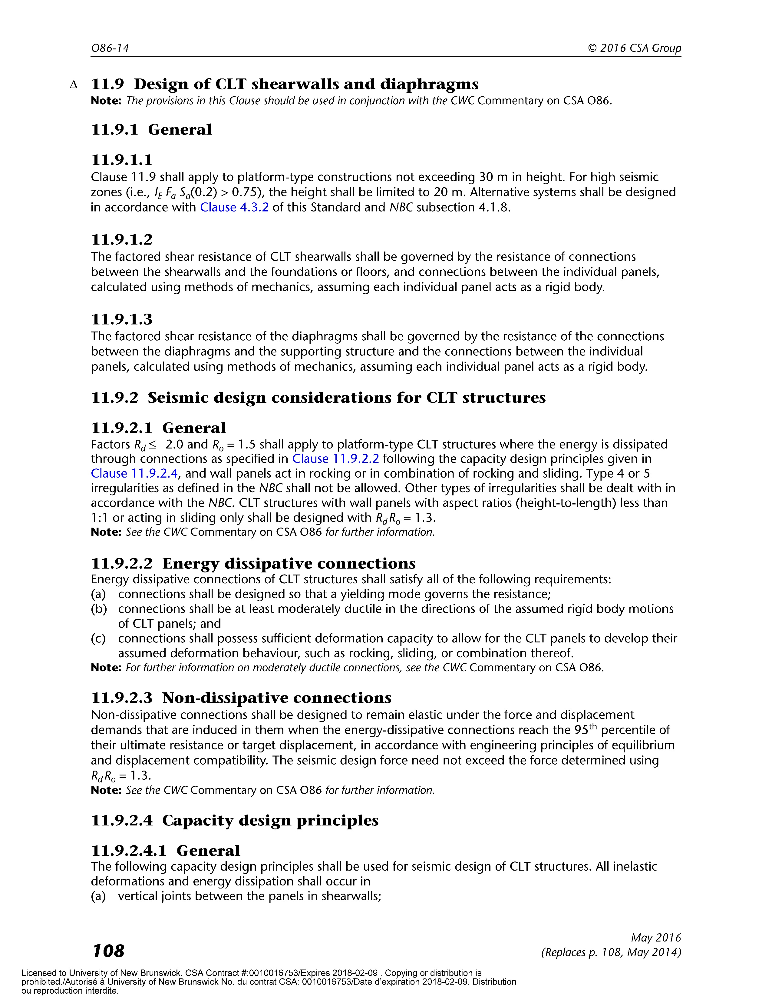 O86-14 © 2016 CSA Group
Δ 11.9 Design of CLT shearwalls and diaphragms
Note: The provisions in this Clause should be used in conjunction with the CWC Commentary on CSA O86.
11.9.1 General
11.9.1.1
Clause 11.9 shall apply to platform-type constructions not exceeding 30 m in height. For high seismic
zones (i.e., I_E F_a S_a(0.2) > 0.75), the height shall be limited to 20 m. Alternative systems shall be designed
in accordance with Clause 4.3.2 of this Standard and NBC subsection 4.1.8.
11.9.1.2
The factored shear resistance of CLT shearwalls shall be governed by the resistance of connections
between the shearwalls and the foundations or floors, and connections between the individual panels,
calculated using methods of mechanics, assuming each individual panel acts as a rigid body.
11.9.1.3
The factored shear resistance of the diaphragms shall be governed by the resistance of the connections
between the diaphragms and the supporting structure and the connections between the individual
panels, calculated using methods of mechanics, assuming each individual panel acts as a rigid body.
11.9.2 Seismic design considerations for CLT structures
11.9.2.1 General
Factors R_d ≤ 2.0 and R_o = 1.5 shall apply to platform-type CLT structures where the energy is dissipated
through connections as specified in Clause 11.9.2.2 following the capacity design principles given in
Clause 11.9.2.4, and wall panels act in rocking or in combination of rocking and sliding. Type 4 or 5
irregularities as defined in the NBC shall not be allowed. Other types of irregularities shall be dealt with in
accordance with the NBC. CLT structures with wall panels with aspect ratios (height-to-length) less than
1:1 or acting in sliding only shall be designed with R_d R_o = 1.3.
Note: See the CWC Commentary on CSA O86 for further information.
11.9.2.2 Energy dissipative connections
Energy dissipative connections of CLT structures shall satisfy all of the following requirements:
(a) connections shall be designed so that a yielding mode governs the resistance;
(b) connections shall be at least moderately ductile in the directions of the assumed rigid body motions
of CLT panels; and
(c) connections shall possess sufficient deformation capacity to allow for the CLT panels to develop their
assumed deformation behaviour, such as rocking, sliding, or combination thereof.
Note: For further information on moderately ductile connections, see the CWC Commentary on CSA O86.
11.9.2.3 Non-dissipative connections
Non-dissipative connections shall be designed to remain elastic under the force and displacement
demands that are induced in them when the energy-dissipative connections reach the 95th percentile of
their ultimate resistance or target displacement, in accordance with engineering principles of equilibrium
and displacement compatibility. The seismic design force need not exceed the force determined using
R_d R_o = 1.3.
Note: See the CWC Commentary on CSA O86 for further information.
11.9.2.4 Capacity design principles
11.9.2.4.1 General
The following capacity design principles shall be used for seismic design of CLT structures. All inelastic
deformations and energy dissipation shall occur in
(a) vertical joints between the panels in shearwalls;
May 2016
108 (Replaces p. 108, May 2014)
Licensed to University of New Brunswick. CSA Contract #:0010016753/Expires 2018-02-09 . Copying or distribution is
prohibited./Autorisé à University of New Brunswick No. du contrat CSA: 0010016753/Date d'expiration 2018-02-09. Distribution
ou reproduction interdite.